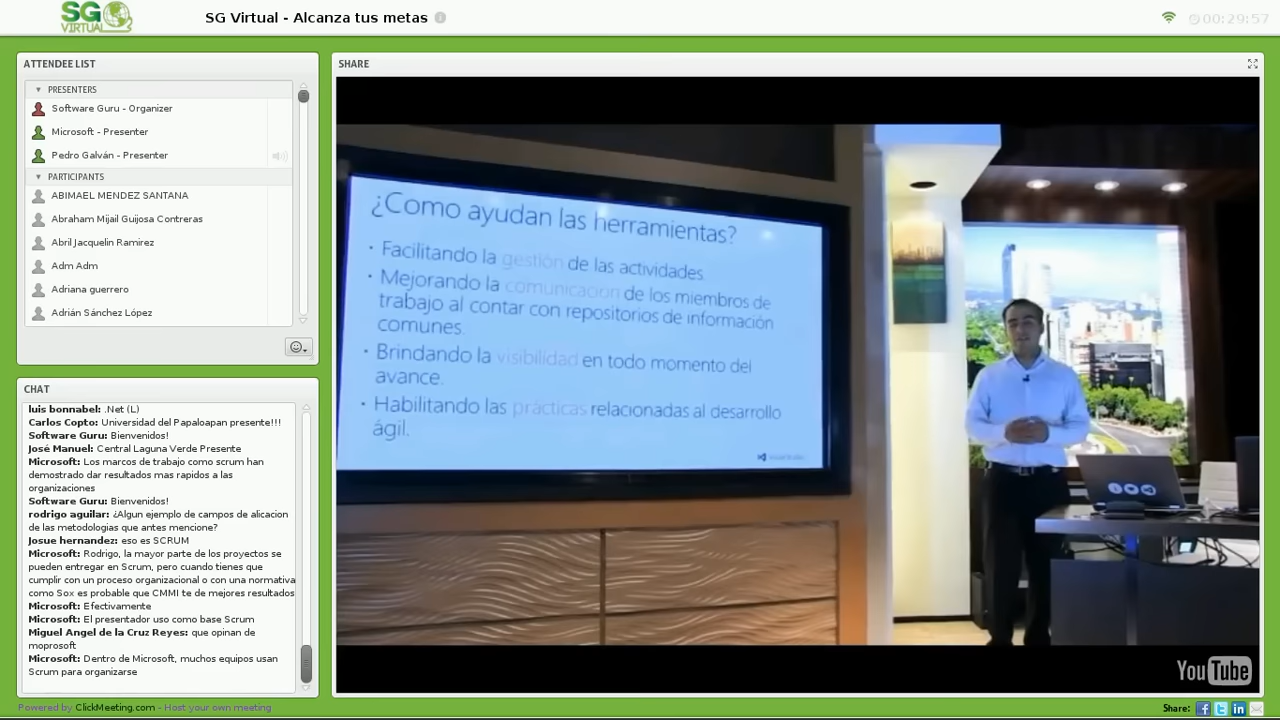 SG
VIRTUAL
SG Virtual - Alcanza tus metas
00:29:57
ATTENDEE LIST
PRESENTERS
Software Guru - Organizer
Microsoft - Presenter
Pedro Galván - Presenter
PARTICIPANTS
ABIMAEL MENDEZ SANTANA
Abraham Mijail Guijosa Contreras
Abril Jacquelin Ramirez
Adm Adm
Adriana guerrero
Adrián Sánchez López
CHAT
luis bonnabel: .Net (L)
Carlos Copto: Universidad del Papaloapan presente!!!
Software Guru: Bienvenidos!
José Manuel: Central Laguna Verde Presente
Microsoft: Los marcos de trabajo como scrum han
demostrado dar resultados mas rapidos a las
organizaciones
Software Guru: Bienvenidos!
rodrigo aguilar: ¿Algun ejemplo de campos de alicacion
de las metodologias que antes mencione?
Josue hernandez: eso es SCRUM
Microsoft: Rodrigo, la mayor parte de los proyectos se
pueden entregar en Scrum, pero cuando tienes que
cumplir con un proceso organizacional o con una normativa
como Sox es probable que CMMI te de mejores resultados
Microsoft: Efectivamente
Microsoft: El presentador uso como base Scrum
Miguel Angel de la Cruz Reyes: que opinan de
moprosoft
Microsoft: Dentro de Microsoft, muchos equipos usan
Scrum para organizarse
SHARE
¿Como ayudan las herramientas?
• Facilitando la gestión de las actividades.
• Mejorando la comunicación de los miembros de
trabajo al contar con repositorios de información
comunes.
• Brindando la visibilidad en todo momento del
avance.
• Habilitando las prácticas relacionadas al desarrollo
ágil.
YouTube
Powered by ClickMeeting.com - Host your own meeting
Share: